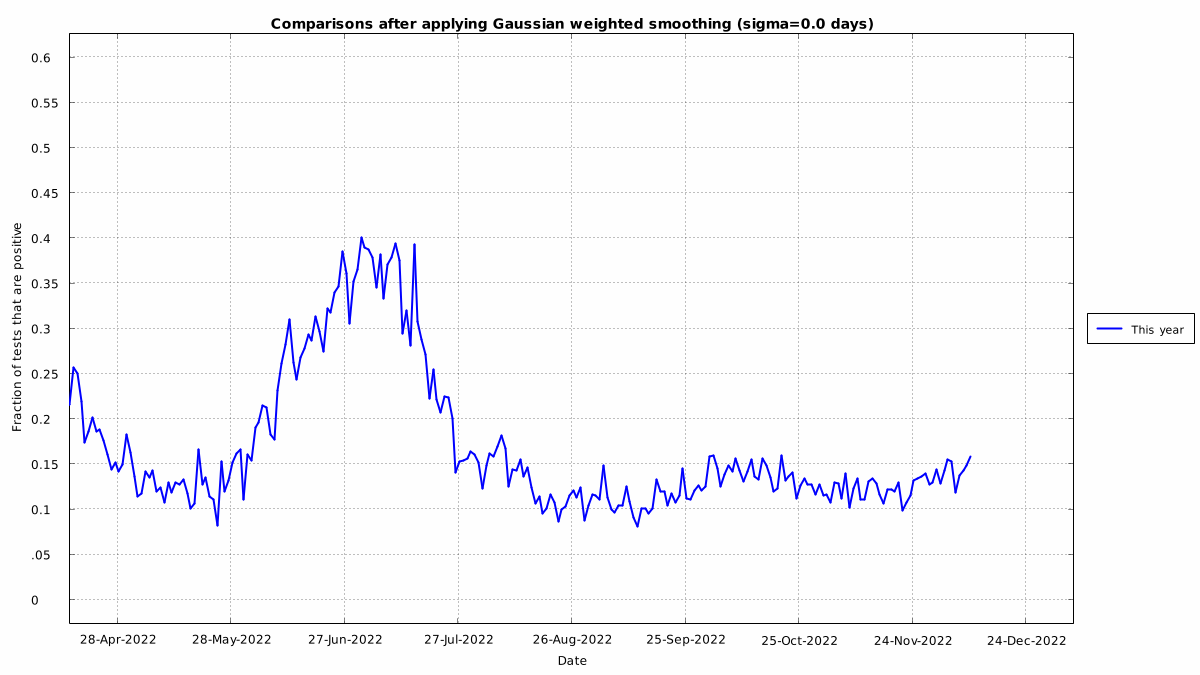 Comparisons after applying Gaussian weighted smoothing (sigma=0.0 days)
0.6
0.55
0.5
0.45
0.4
0.35
0.3
0.25
0.2
0.15
0.1
.05
0
Fraction of tests that are positive
This year
28-Apr-2022 28-May-2022 27-Jun-2022 27-Jul-2022 26-Aug-2022 25-Sep-2022 25-Oct-2022 24-Nov-2022 24-Dec-2022
Date